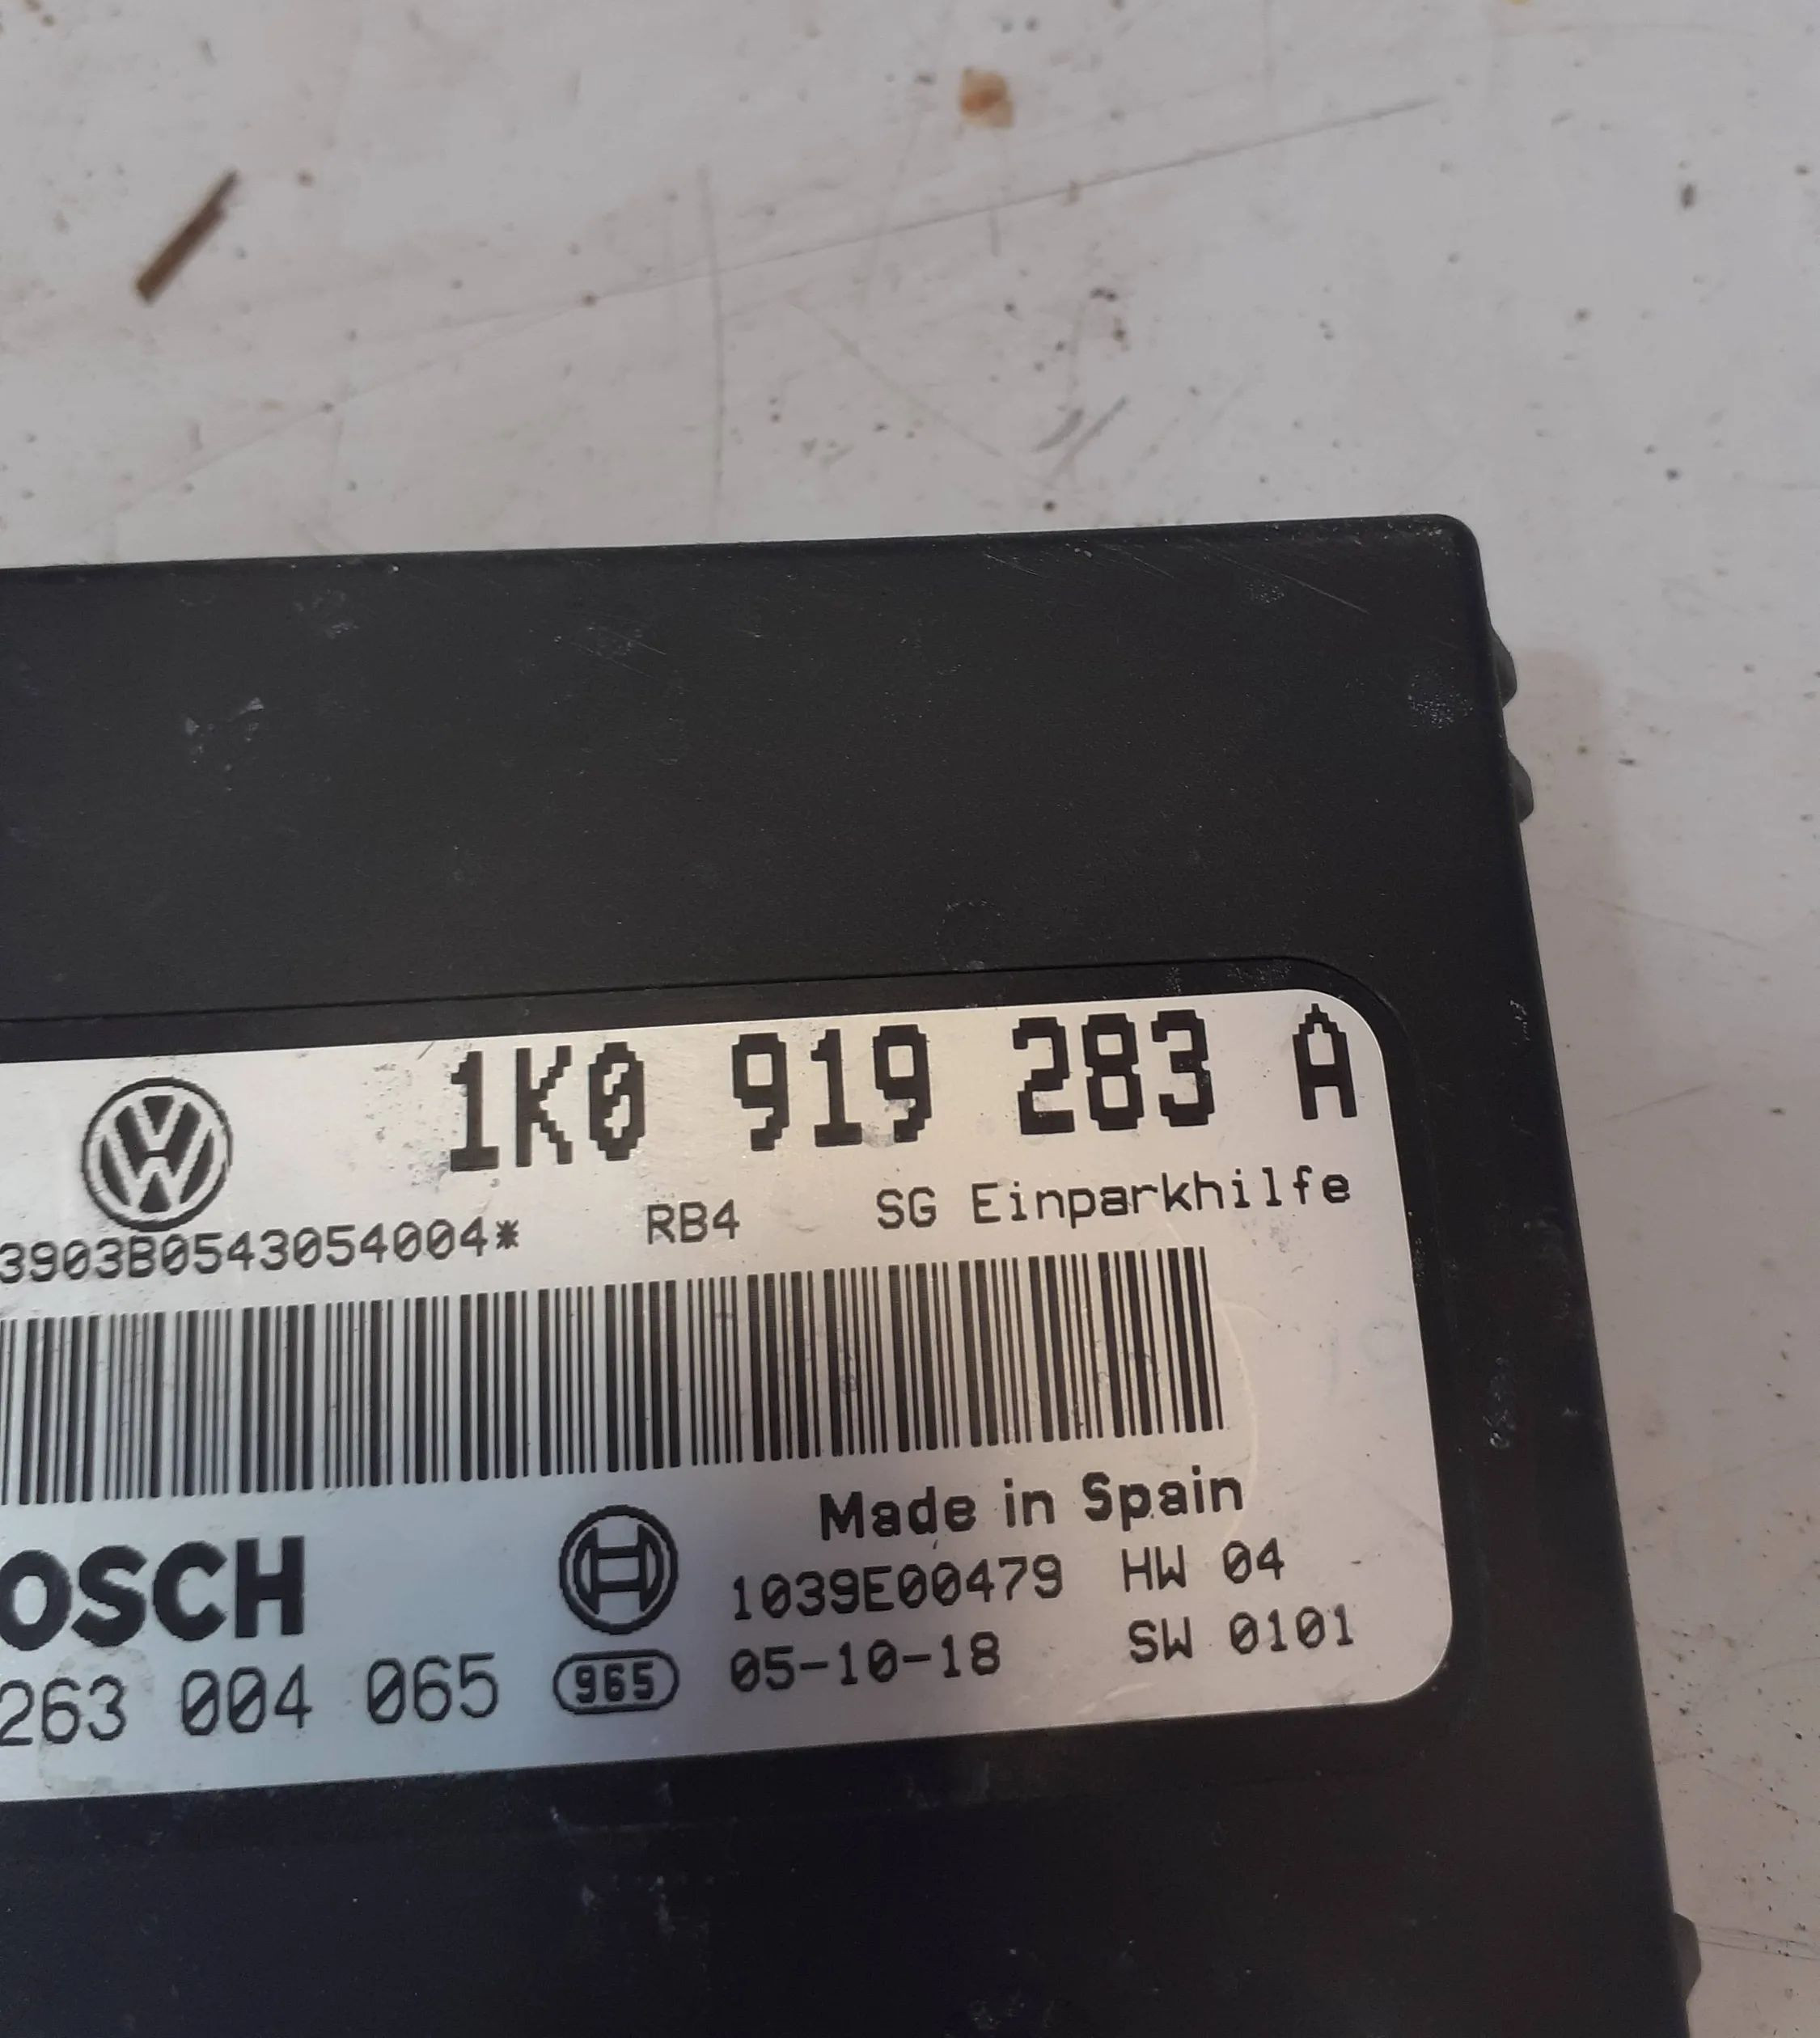 1K0 919 283 A
3903B0543054004* RB4 SG Einparkhilfe
Made in Spain
OSCH 1039E00479 HW 04
263 004 065 965 05-10-18 SW 0101